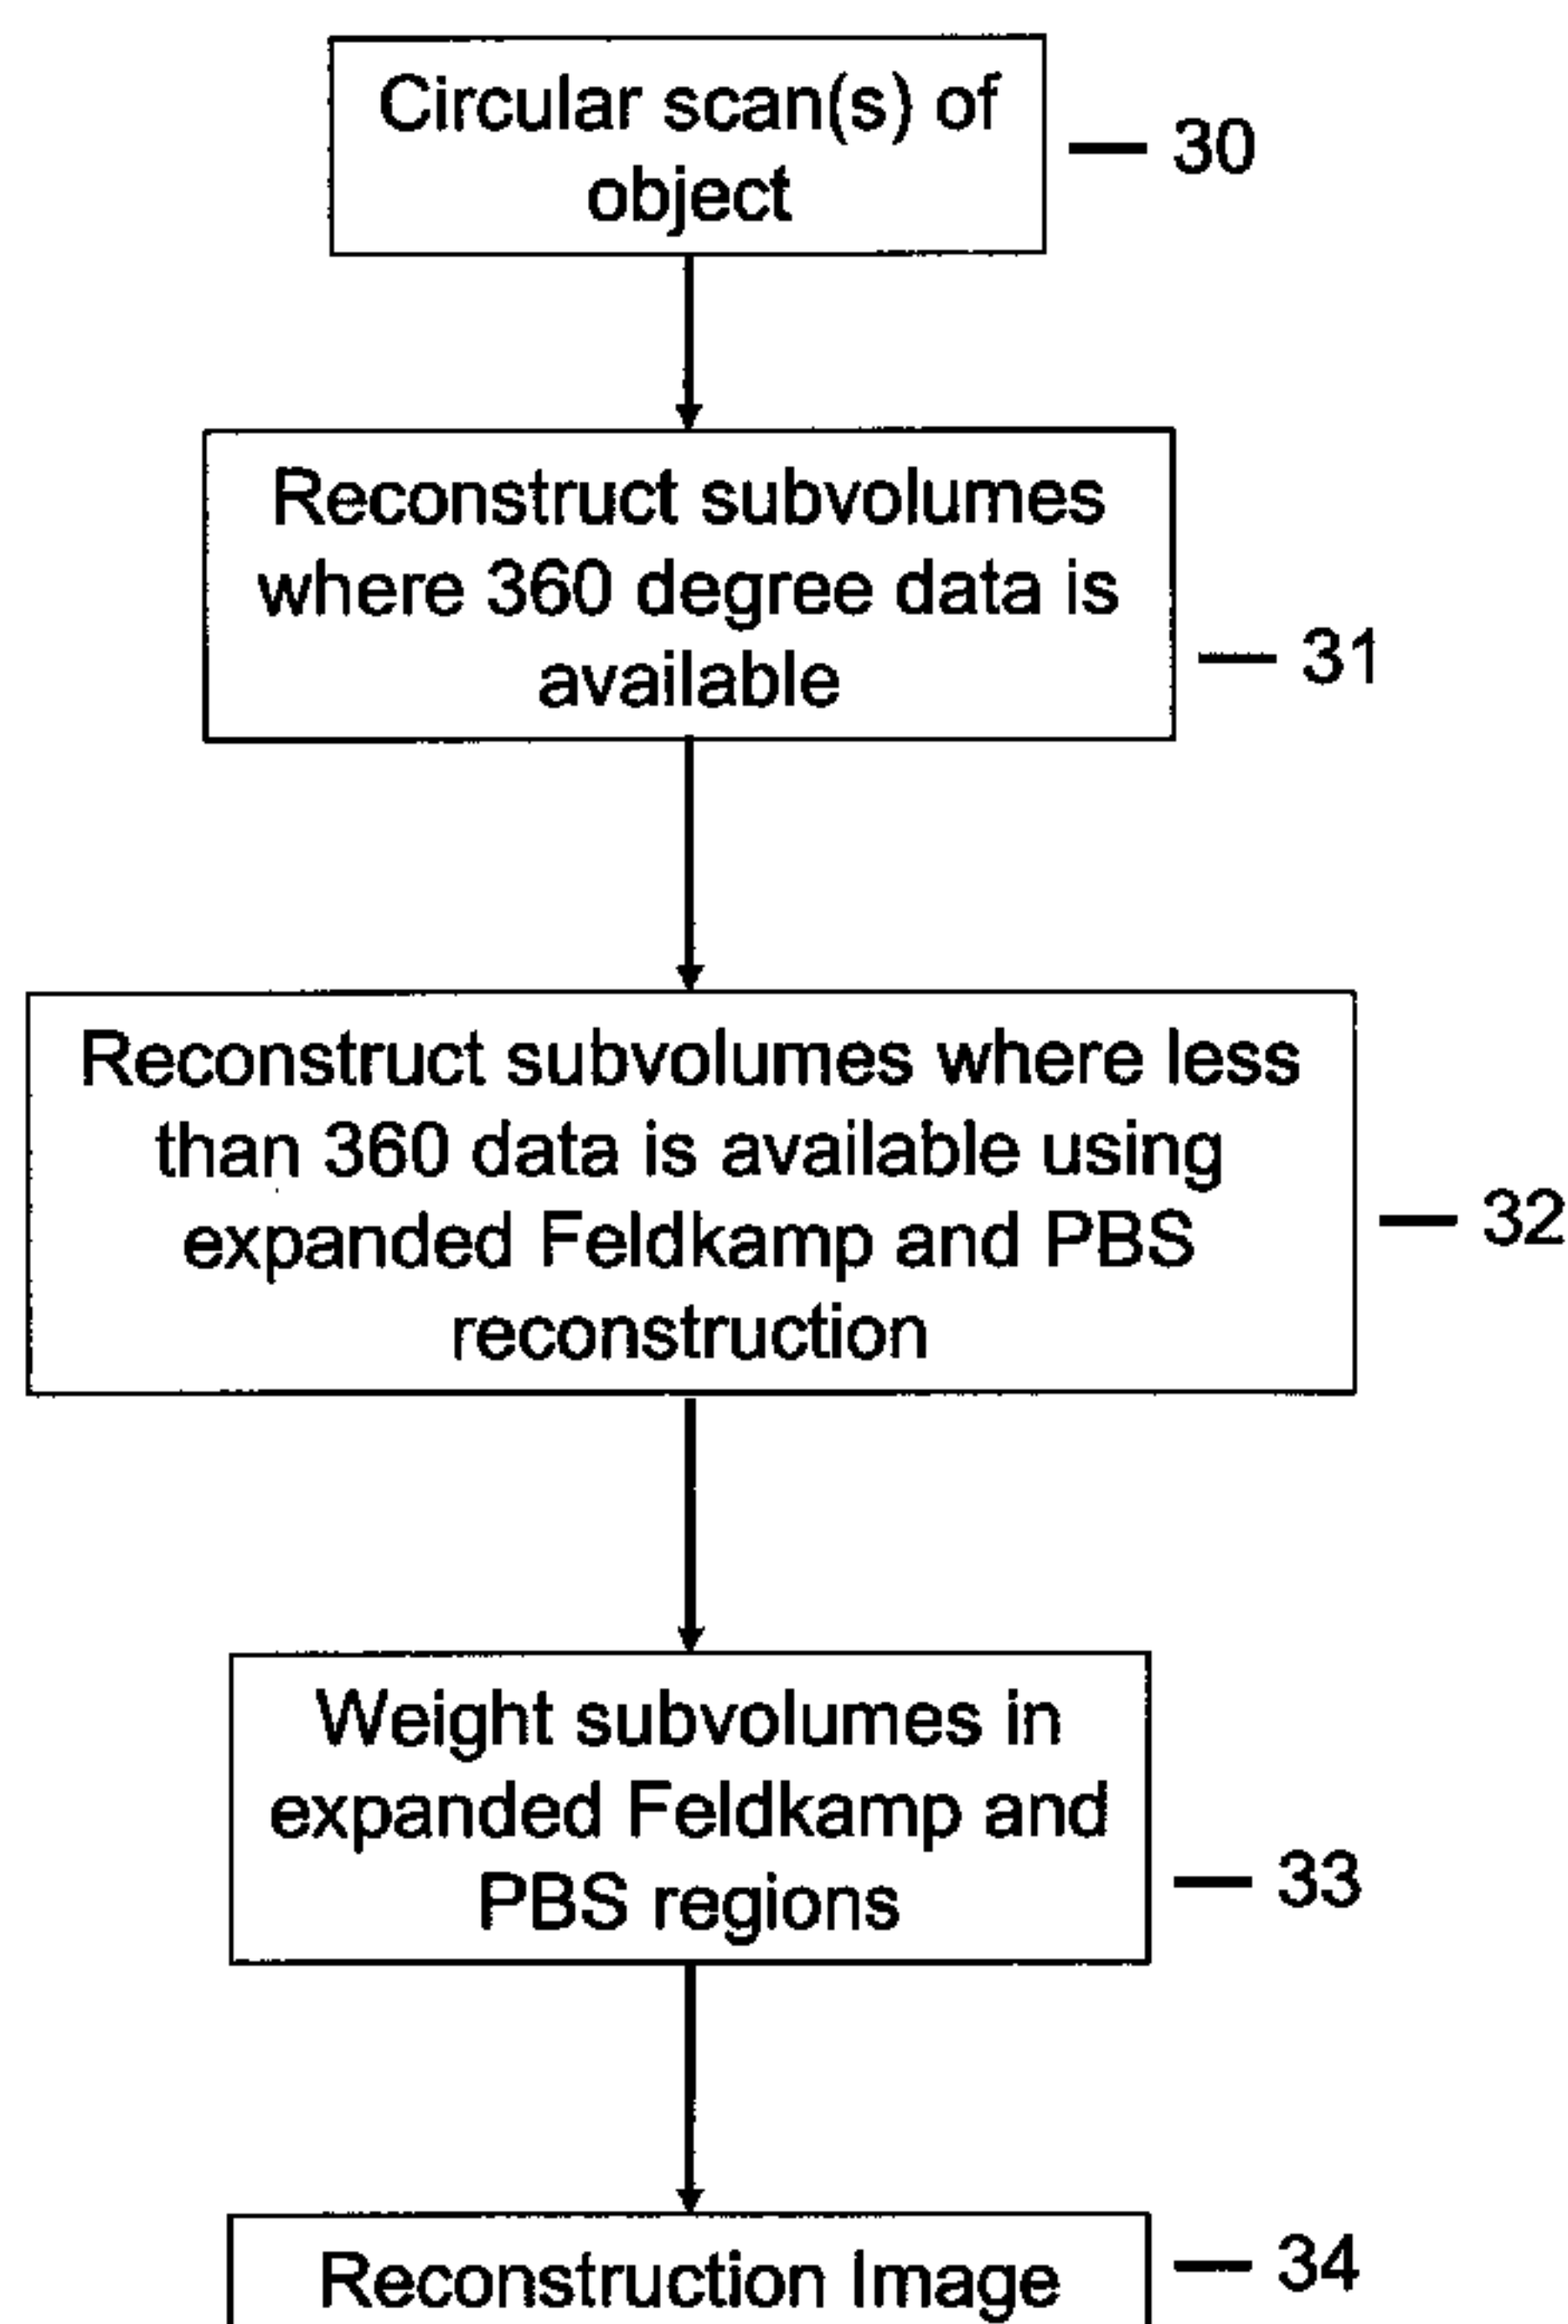 Circular scan(s) of
object
30
Reconstruct subvolumes
where 360 degree data is
available
31
Reconstruct subvolumes where less
than 360 data is available using
expanded Feldkamp and PBS
reconstruction
32
Weight subvolumes in
expanded Feldkamp and
PBS regions
33
Reconstruction Image
34